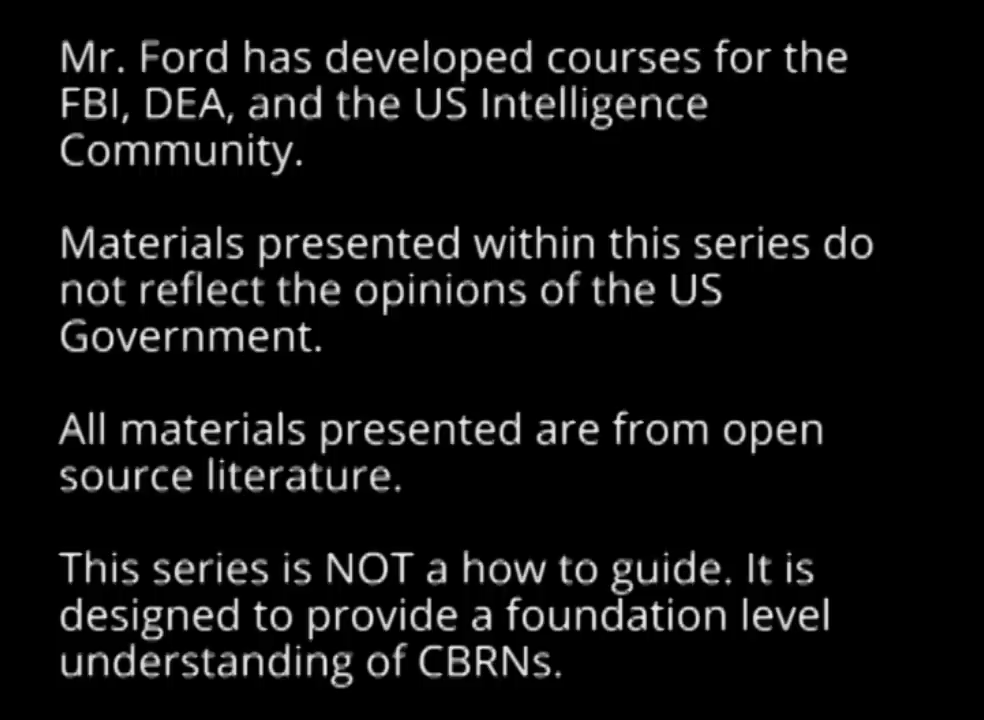 Mr. Ford has developed courses for the
FBI, DEA, and the US Intelligence
Community.
Materials presented within this series do
not reflect the opinions of the US
Government.
All materials presented are from open
source literature.
This series is NOT a how to guide. It is
designed to provide a foundation level
understanding of CBRNs.